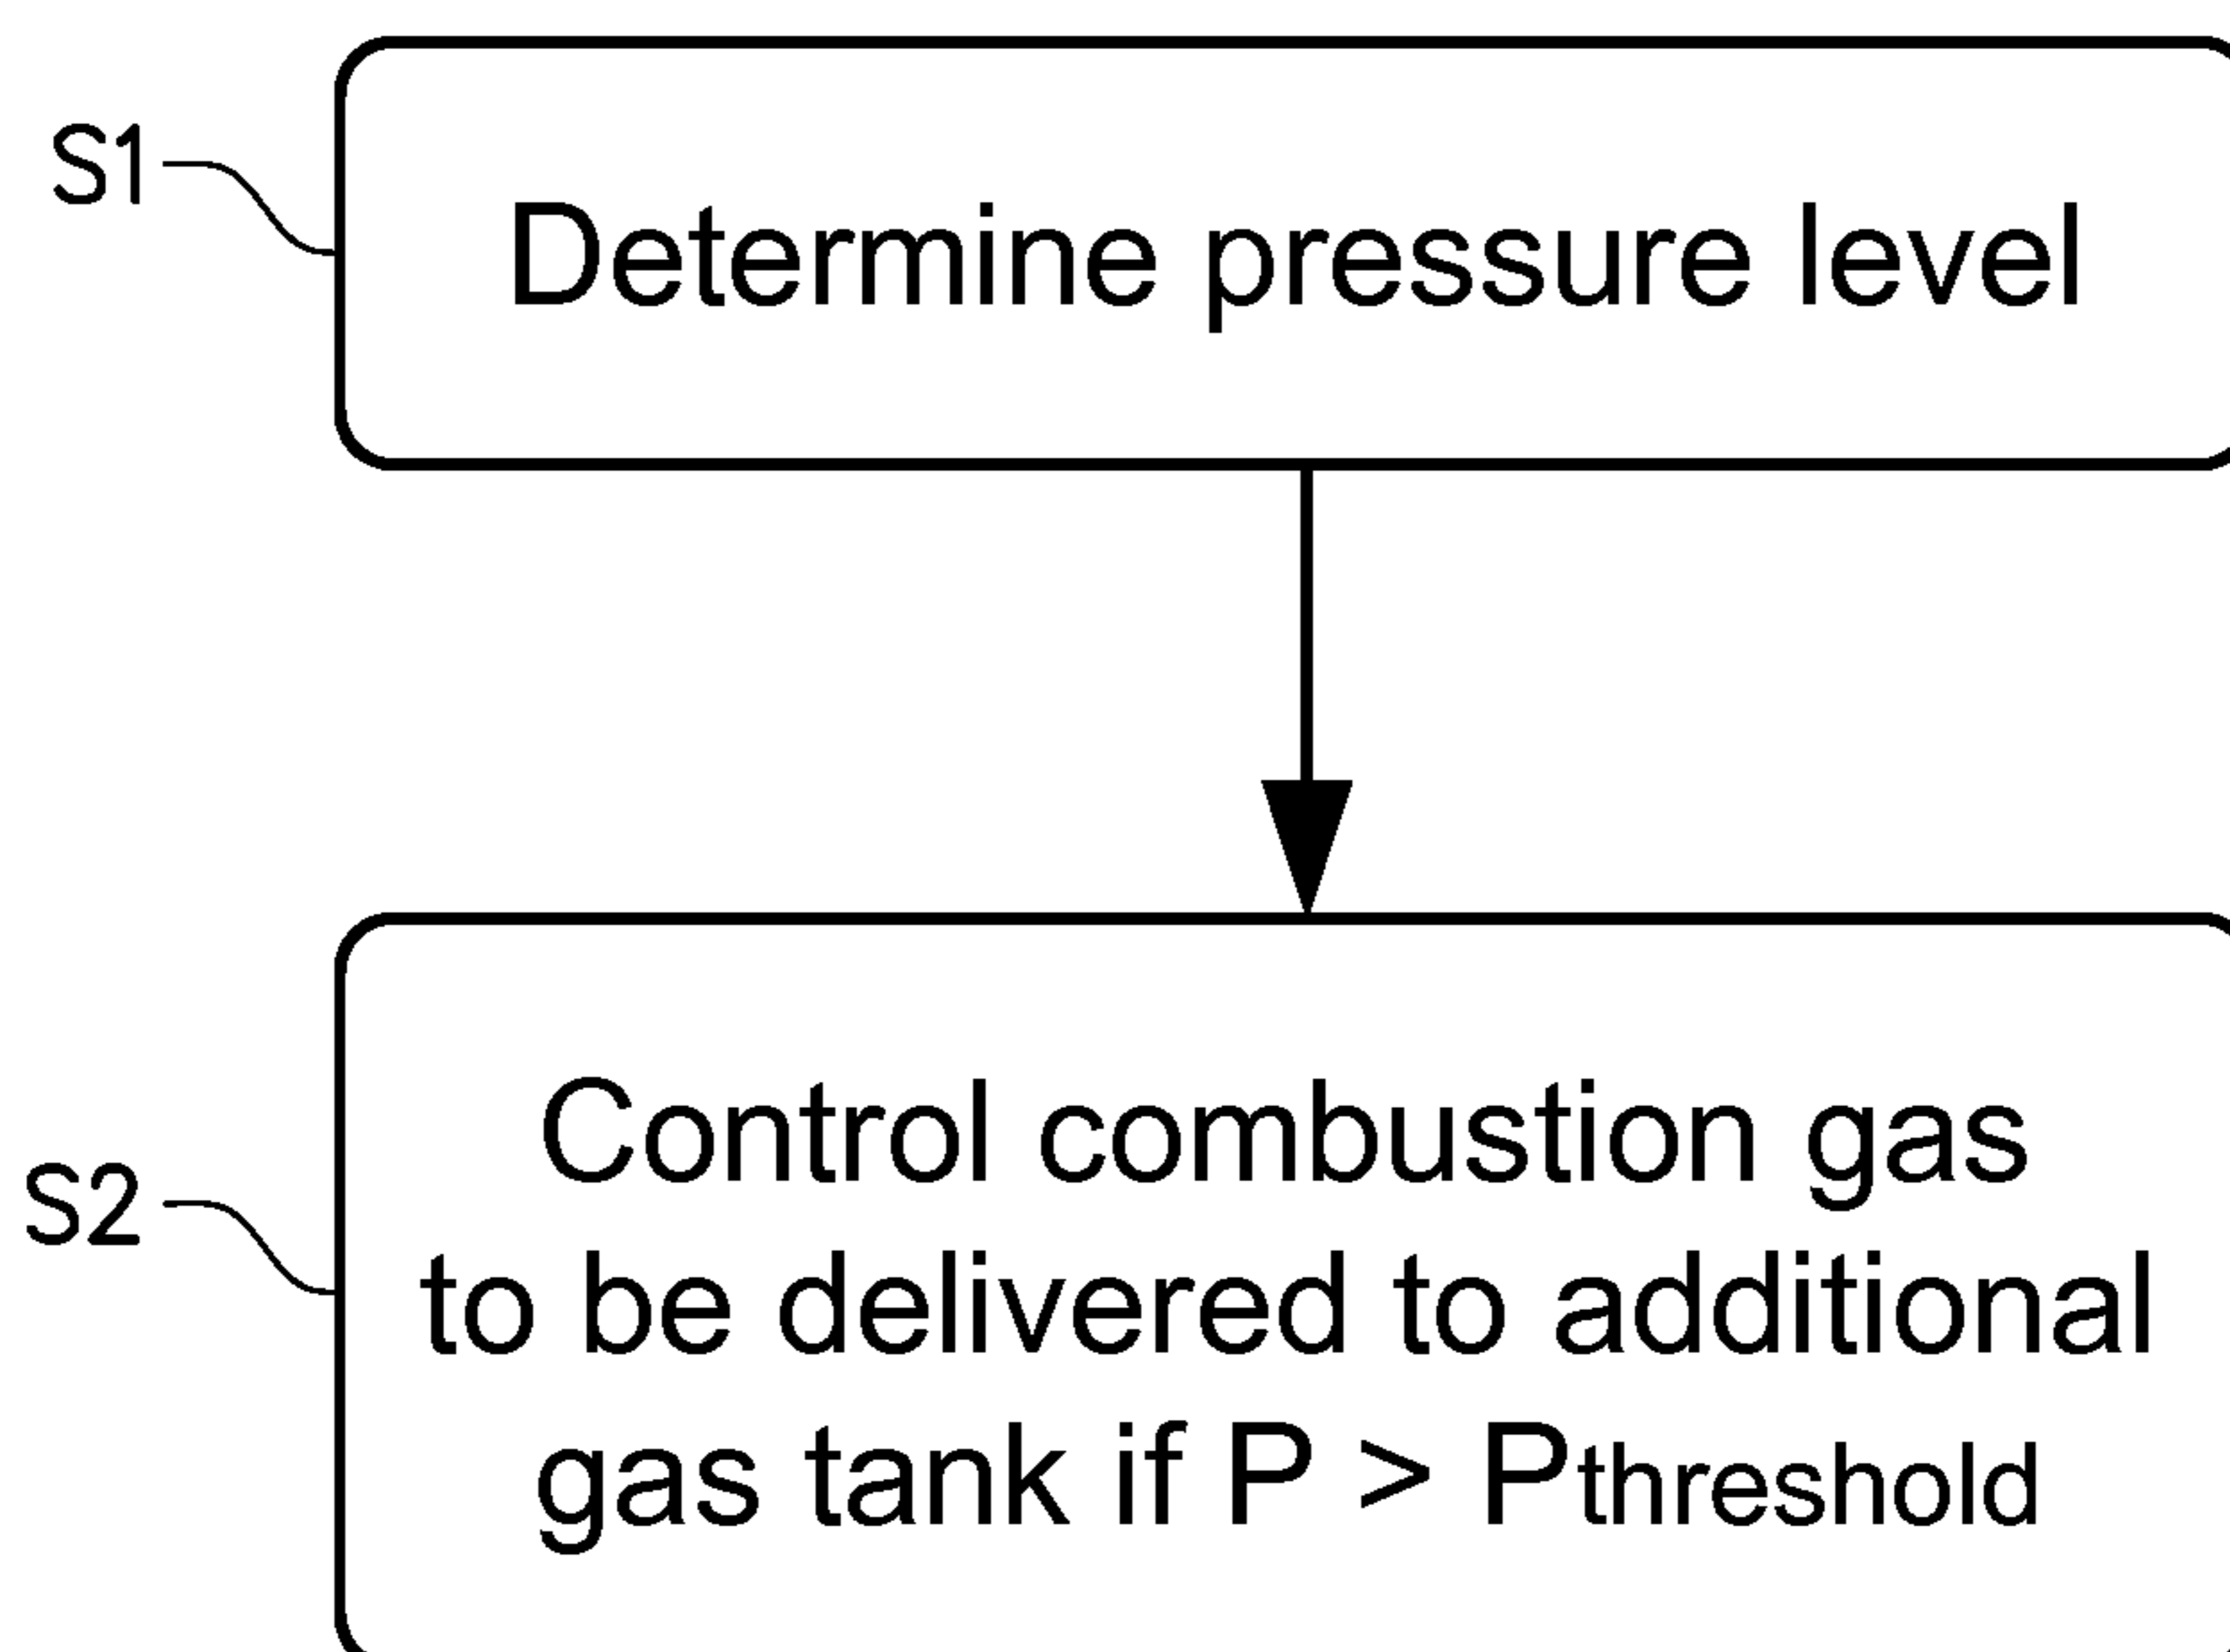 S1
Determine pressure level
S2
Control combustion gas
to be delivered to additional
gas tank if P > Pthreshold